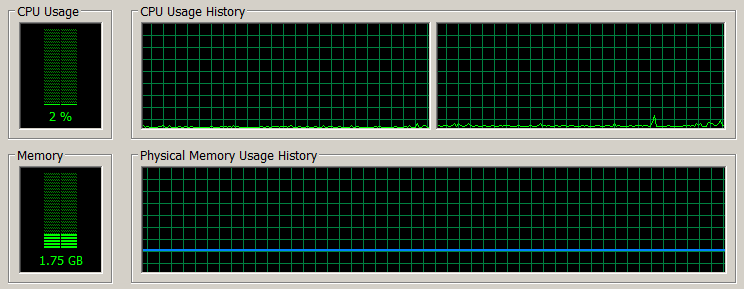 CPU Usage
CPU Usage History
2 %
Memory
Physical Memory Usage History
1.75 GB